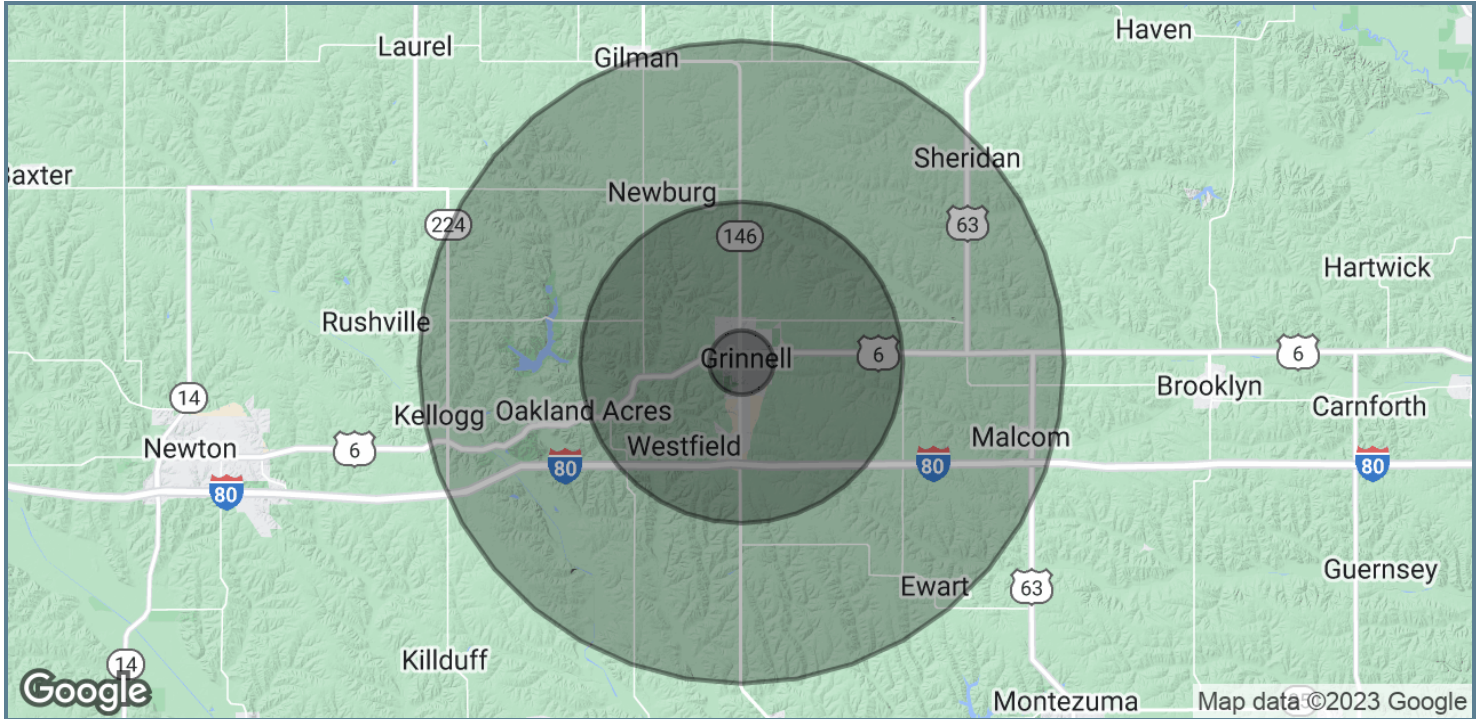 Haven
Laurel
Gilman
Sheridan
Baxter
Newburg
224
63
146
Hartwick
Rushville
Grinnell
6
6
Brooklyn
14
Carnforth
Kellogg
Oakland Acres
Malcom
Newton
6
Westfield
80
80
80
80
Guernsey
Ewart
63
Killduff
14
Google
Montezuma
Map data ©2023 Google